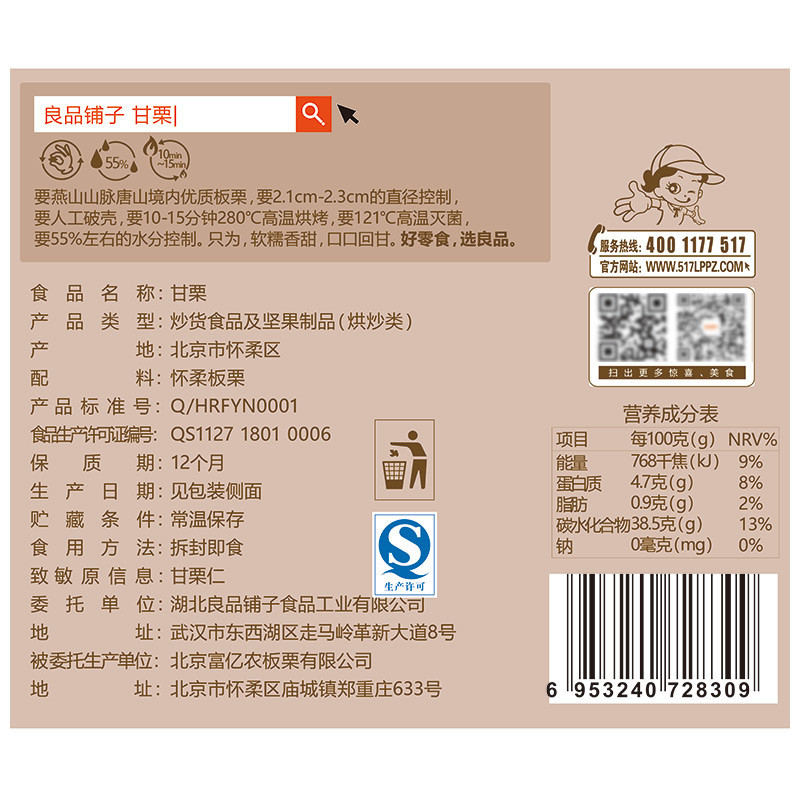 良品铺子 甘栗
55%
10min
~15min
要燕山山脉唐山境内优质板栗，要2.1cm-2.3cm的直径控制，
要人工破壳，要10-15分钟280℃高温烘烤，要121℃高温灭菌，
要55%左右的水分控制。只为，软糯香甜，口口回甘。好零食，选良品。
服务热线：400 1177 517
官方网站：WWW.517LPPZ.COM
扫出更多惊喜、美食
食品名称：甘栗
产品类型：炒货食品及坚果制品（烘炒类）
产地：北京市怀柔区
配料：怀柔板栗
产品标准号：Q/HRFYN0001
食品生产许可证编号：QS1127 1801 0006
保质期：12个月
生产日期：见包装侧面
贮藏条件：常温保存
食用方法：拆封即食
致敏原信息：甘栗仁
委托单位：湖北良品铺子食品工业有限公司
地址：武汉市东西湖区走马岭革新大道8号
被委托生产单位：北京富亿农板栗有限公司
地址：北京市怀柔区庙城镇郑重庄633号
生产许可
营养成分表
项目 每100克(g) NRV%
能量 768千焦(kJ) 9%
蛋白质 4.7克(g) 8%
脂肪 0.9克(g) 2%
碳水化合物 38.5克(g) 13%
钠 0毫克(mg) 0%
6 953240 728309